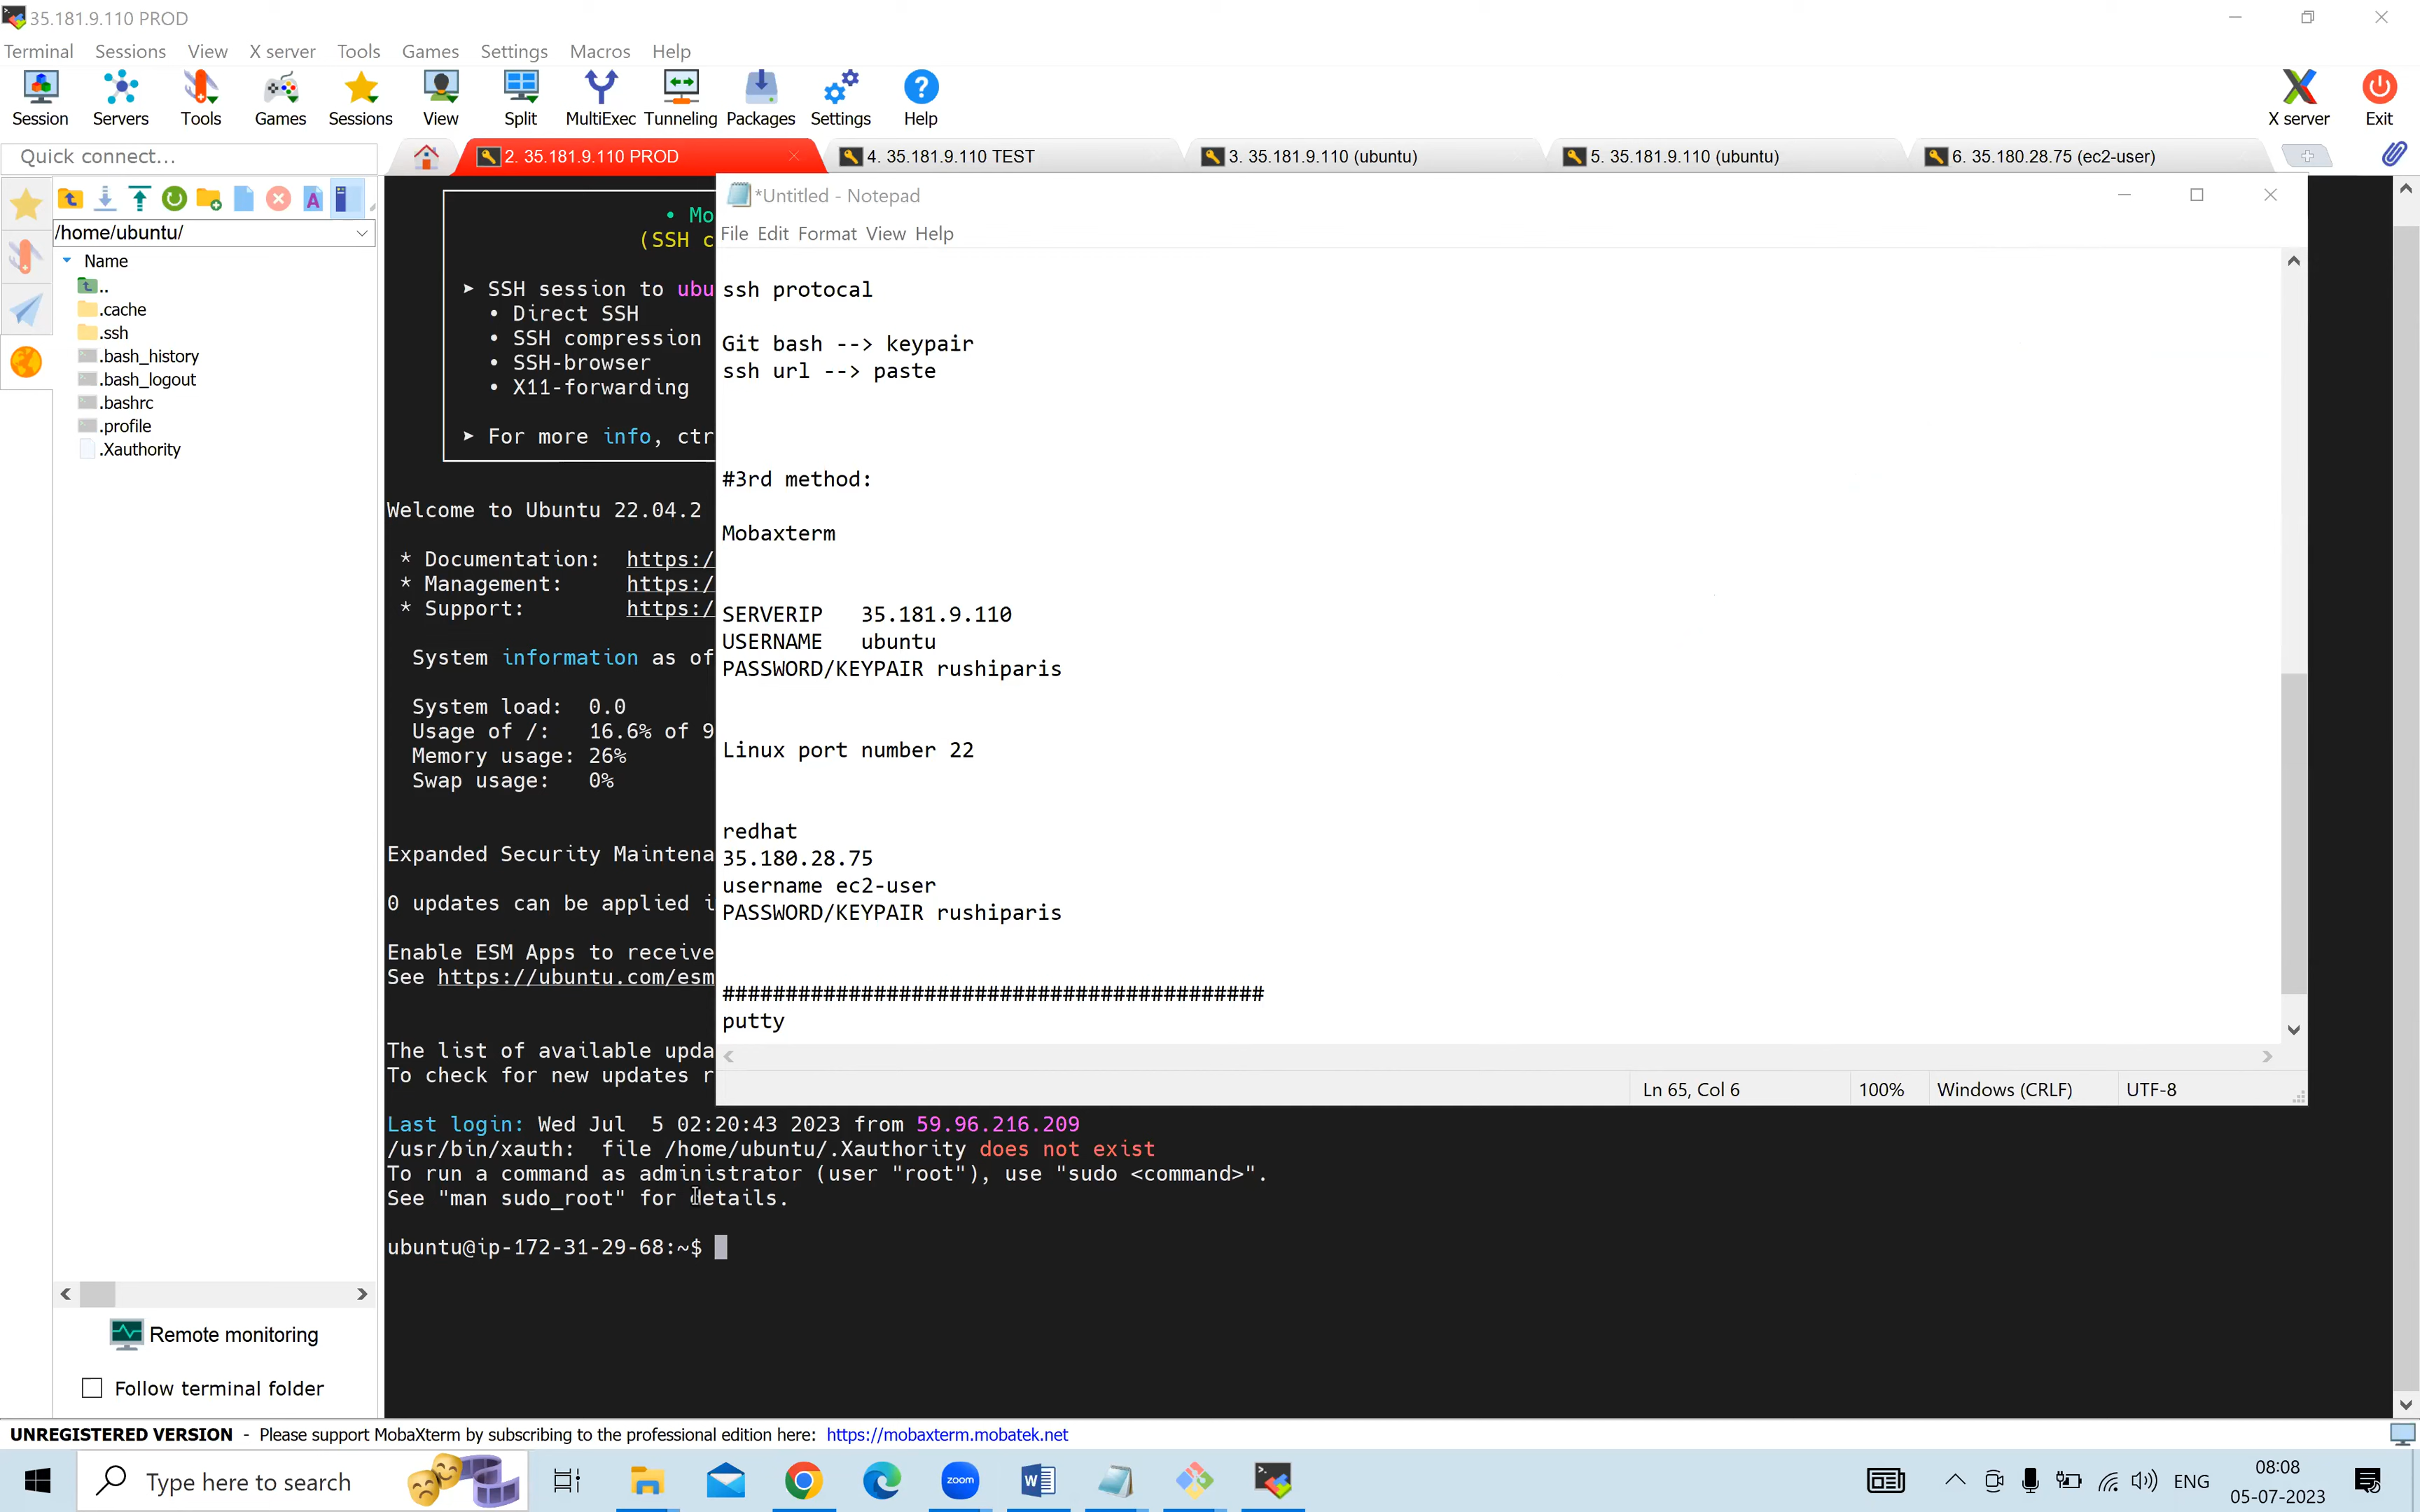 35.181.9.110 PROD
Terminal Sessions View X server Tools Games Settings Macros Help
Session Servers Tools Games Sessions View Split MultiExec Tunneling Packages Settings Help X server Exit
Quick connect...
2. 35.181.9.110 PROD
4. 35.181.9.110 TEST
3. 35.181.9.110 (ubuntu)
5. 35.181.9.110 (ubuntu)
6. 35.180.28.75 (ec2-user)
/home/ubuntu/
Name
..
.cache
.ssh
.bash_history
.bash_logout
.bashrc
.profile
.Xauthority
Remote monitoring
Follow terminal folder
• Mo
(SSH c
➤ SSH session to ubu
• Direct SSH
• SSH compression
• SSH-browser
• X11-forwarding
➤ For more info, ctr
Welcome to Ubuntu 22.04.2
* Documentation: https:/
* Management: https:/
* Support: https:/
System information as of
System load: 0.0
Usage of /: 16.6% of 9
Memory usage: 26%
Swap usage: 0%
Expanded Security Maintena
0 updates can be applied i
Enable ESM Apps to receive
See https://ubuntu.com/esm
The list of available upda
To check for new updates r
Last login: Wed Jul 5 02:20:43 2023 from 59.96.216.209
/usr/bin/xauth: file /home/ubuntu/.Xauthority does not exist
To run a command as administrator (user "root"), use "sudo <command>".
See "man sudo_root" for details.
ubuntu@ip-172-31-29-68:~$
*Untitled - Notepad
File Edit Format View Help
ssh protocal
Git bash --> keypair
ssh url --> paste
#3rd method:
Mobaxterm
SERVERIP 35.181.9.110
USERNAME ubuntu
PASSWORD/KEYPAIR rushiparis
Linux port number 22
redhat
35.180.28.75
username ec2-user
PASSWORD/KEYPAIR rushiparis
###########################################
putty
Ln 65, Col 6 100% Windows (CRLF) UTF-8
UNREGISTERED VERSION - Please support MobaXterm by subscribing to the professional edition here: https://mobaxterm.mobatek.net
Type here to search
zoom
ENG
08:08
05-07-2023